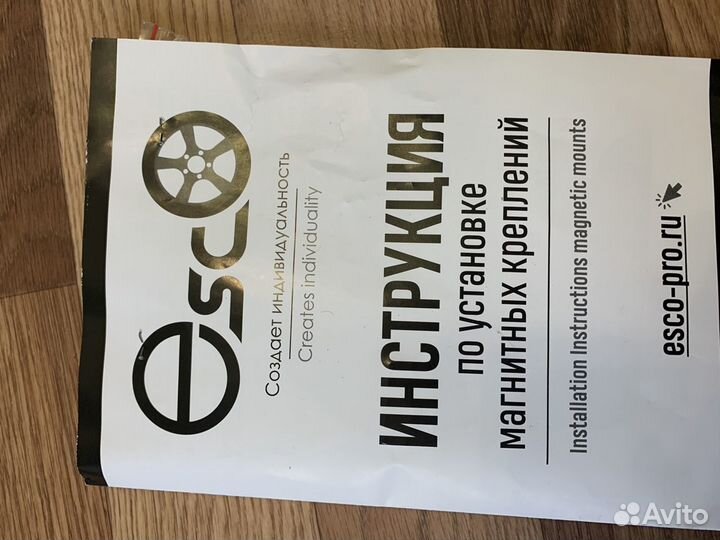 esco
Создает индивидуальность
Creates individuality
ИНСТРУКЦИЯ
по установке
магнитных креплений
Installation Instructions magnetic mounts
esco-pro.ru
Avito